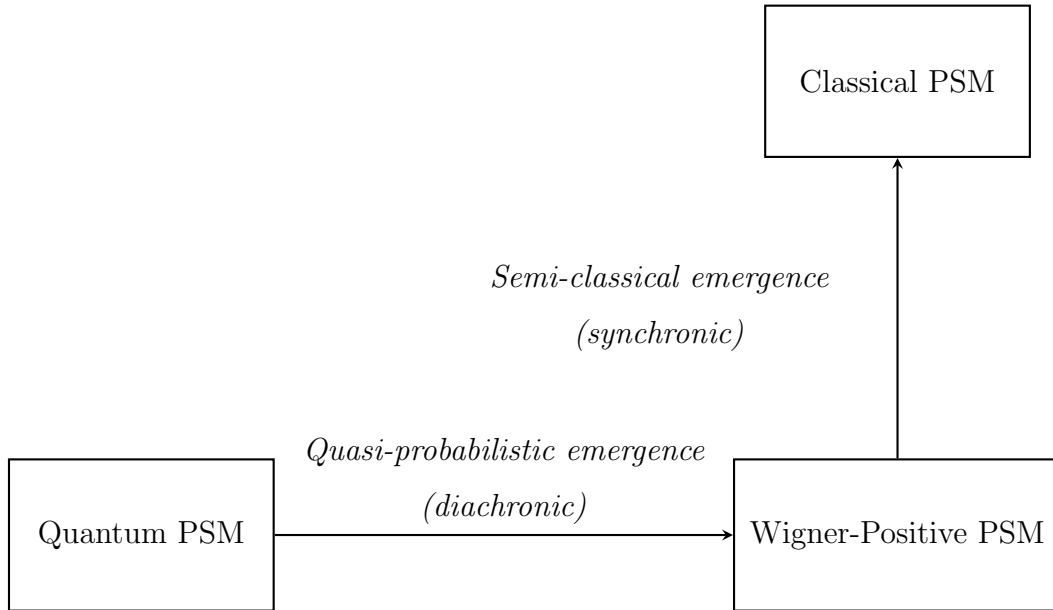 Classical PSM
Semi-classical emergence
(synchronic)
Quasi-probabilistic emergence
(diachronic)
Quantum PSM
Wigner-Positive PSM